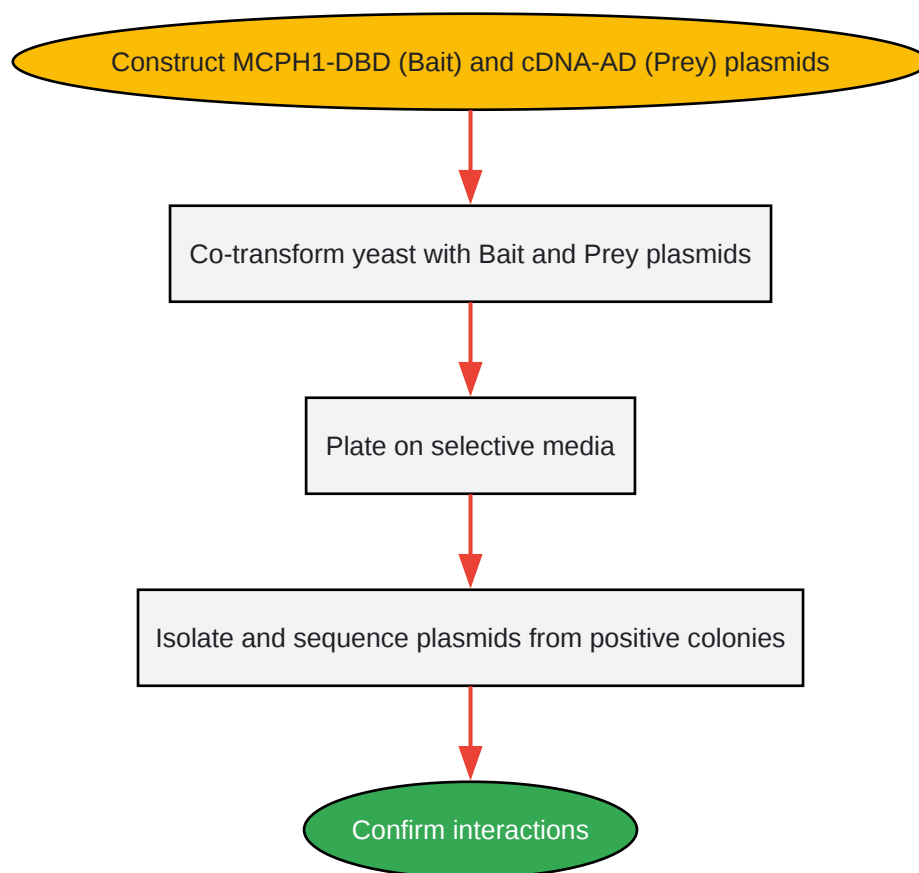 Construct MCPH1-DBD (Bait) and cDNA-AD (Prey) plasmids
Co-transform yeast with Bait and Prey plasmids
Plate on selective media
Isolate and sequence plasmids from positive colonies
Confirm interactions